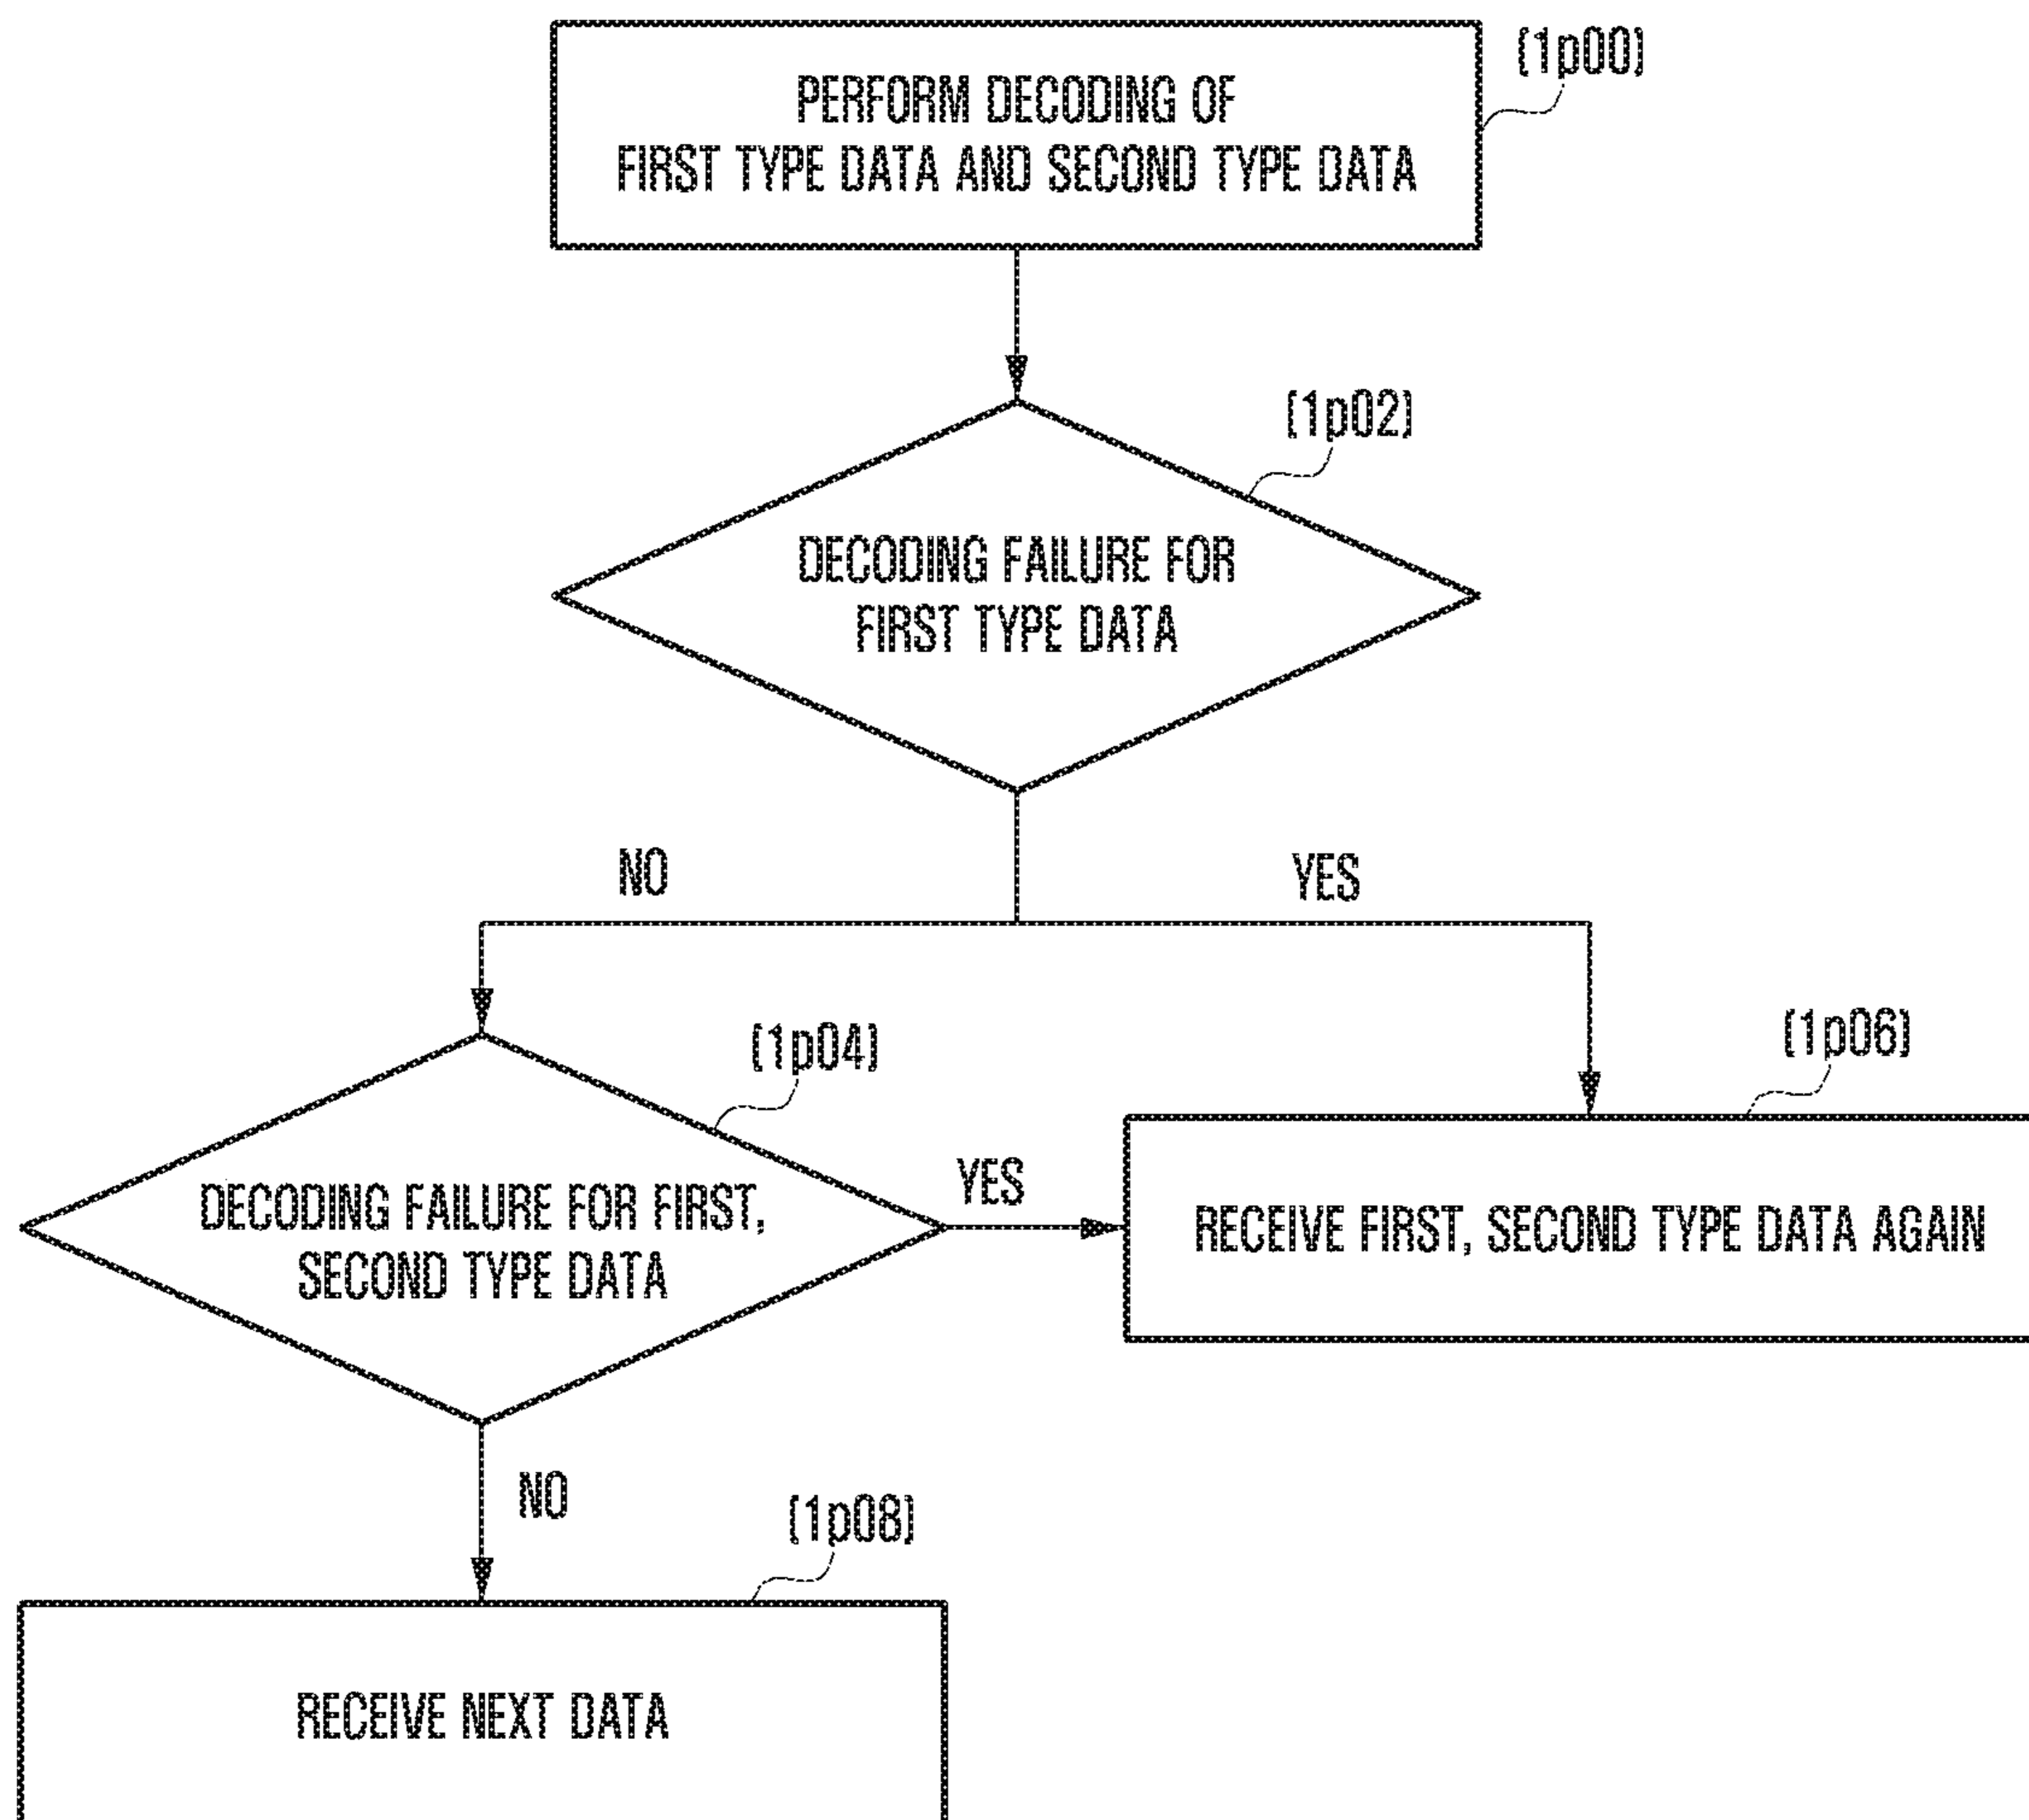 (1p00)
PERFORM DECODING OF
FIRST TYPE DATA AND SECOND TYPE DATA
(1p02)
DECODING FAILURE FOR
FIRST TYPE DATA
NO
YES
(1p04)
(1p06)
DECODING FAILURE FOR FIRST,
SECOND TYPE DATA
YES
RECEIVE FIRST, SECOND TYPE DATA AGAIN
NO
(1p08)
RECEIVE NEXT DATA